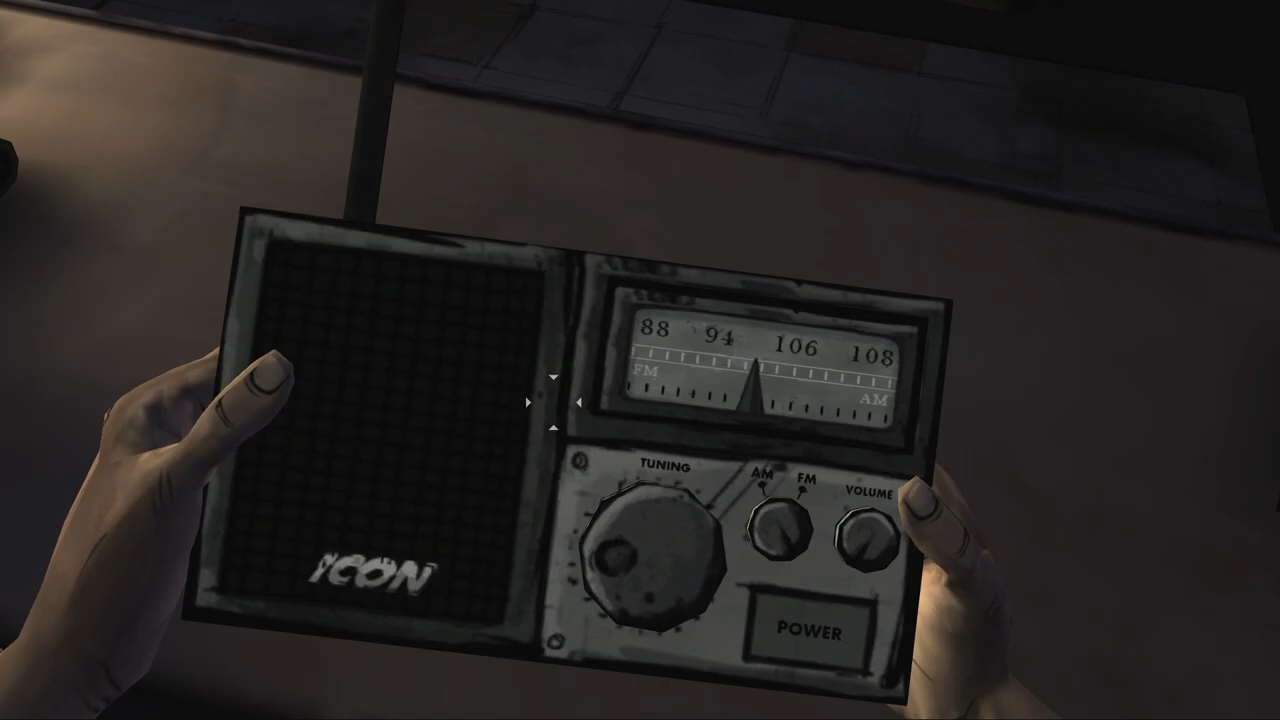 88 94 106 108
FM
AM
TUNING
AM FM
VOLUME
ICON
POWER